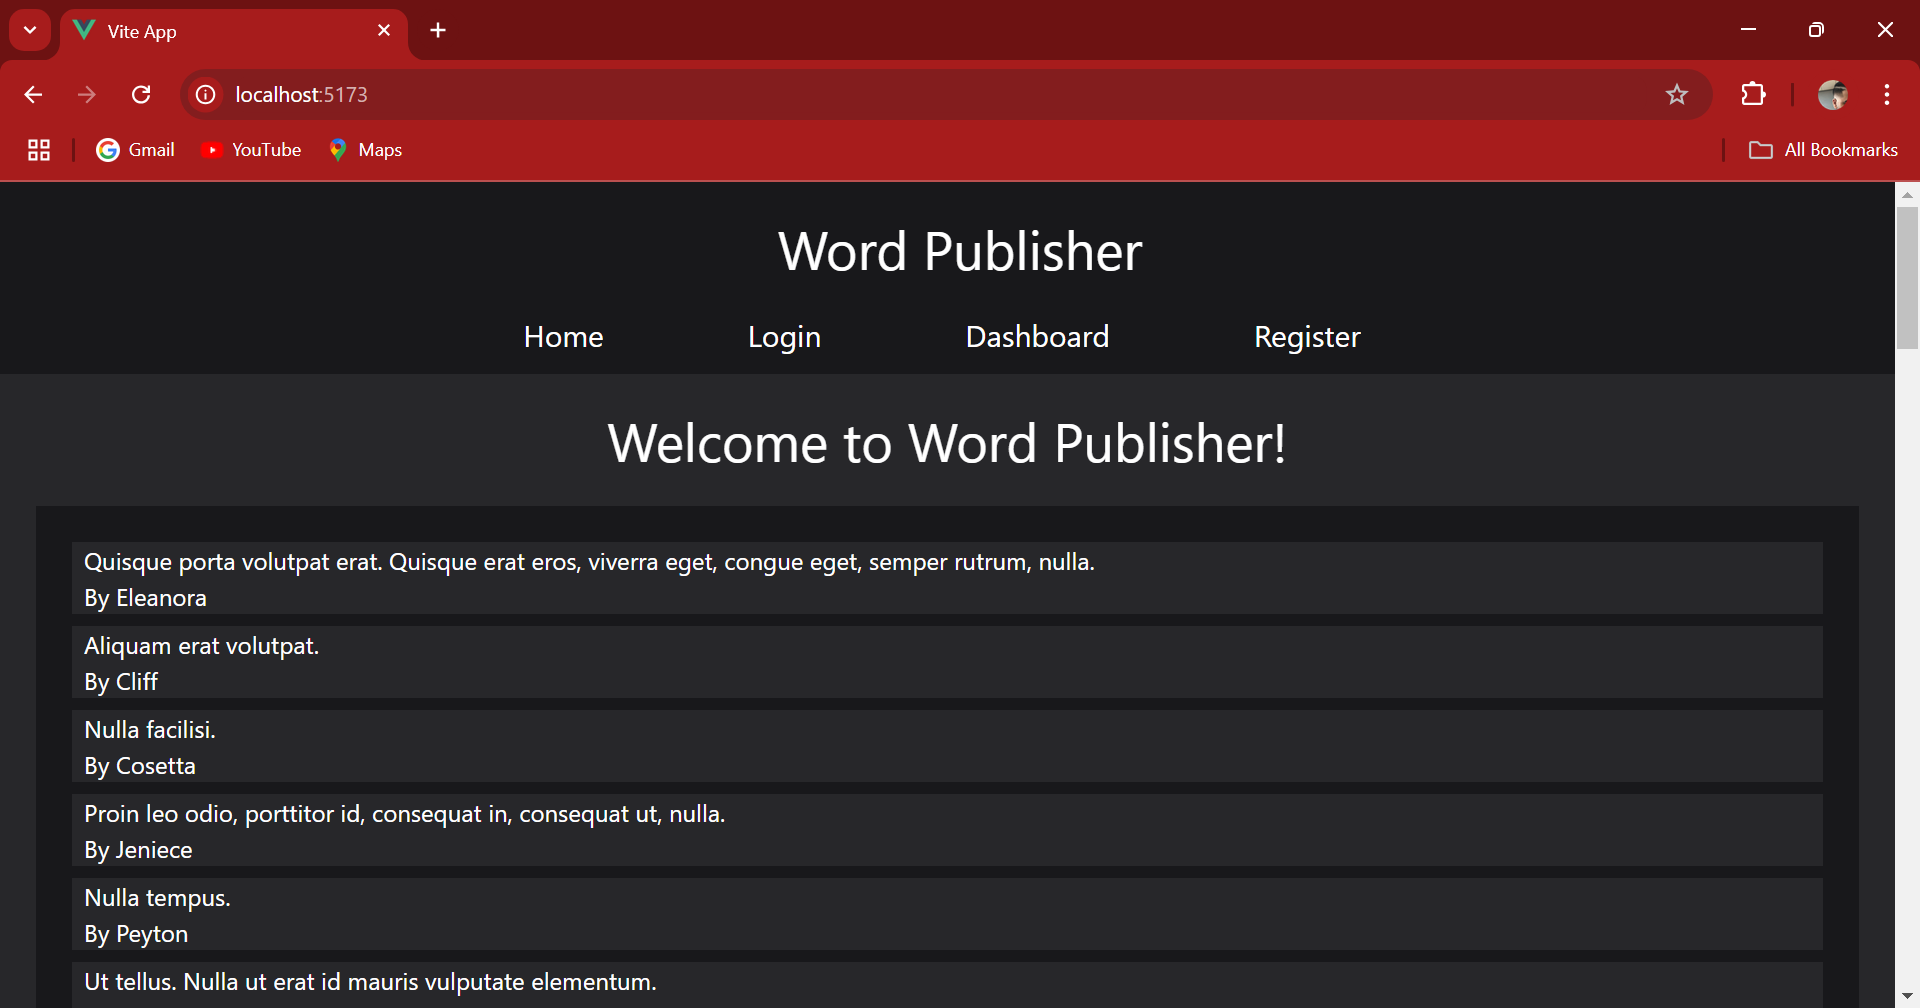 Vite App
localhost:5173
Gmail
YouTube
Maps
All Bookmarks
Word Publisher
Home
Login
Dashboard
Register
Welcome to Word Publisher!
Quisque porta volutpat erat. Quisque erat eros, viverra eget, congue eget, semper rutrum, nulla.
By Eleanora
Aliquam erat volutpat.
By Cliff
Nulla facilisi.
By Cosetta
Proin leo odio, porttitor id, consequat in, consequat ut, nulla.
By Jeniece
Nulla tempus.
By Peyton
Ut tellus. Nulla ut erat id mauris vulputate elementum.